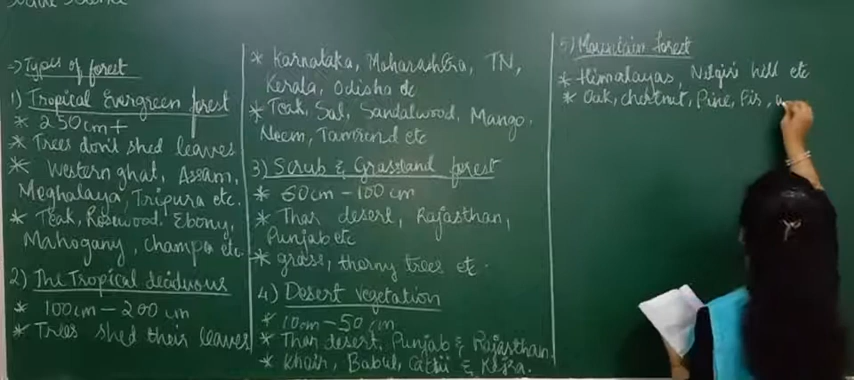 Social Science
=> Types of forest
1) Tropical Evergreen forest
* 250cm+
* Trees don't shed leaves
* Western ghat, Assam,
Meghalaya, Tripura etc.
* Teak, Rosewood, Ebony,
Mahogany, Champa etc.
2) The Tropical deciduous
* 100cm - 200 cm
* Trees shed their leaves
* Karnataka, Maharashtra, TN,
Kerala, Odisha etc
* Teak, Sal, Sandalwood, Mango,
Neem, etc
3) Scrub & Grassland forest
* 60cm - 100 cm
* Thar desert, Rajasthan,
Punjab etc
* grass, thorny trees etc.
4) Desert Vegetation
* 10cm - 50 cm
* Thar desert, Punjab & Rajasthan
* Khair, Babul, &
5) Mountain forest
* Himalayas, Nilgiri hill etc
* Oak, chestnut, Pine, Fir,